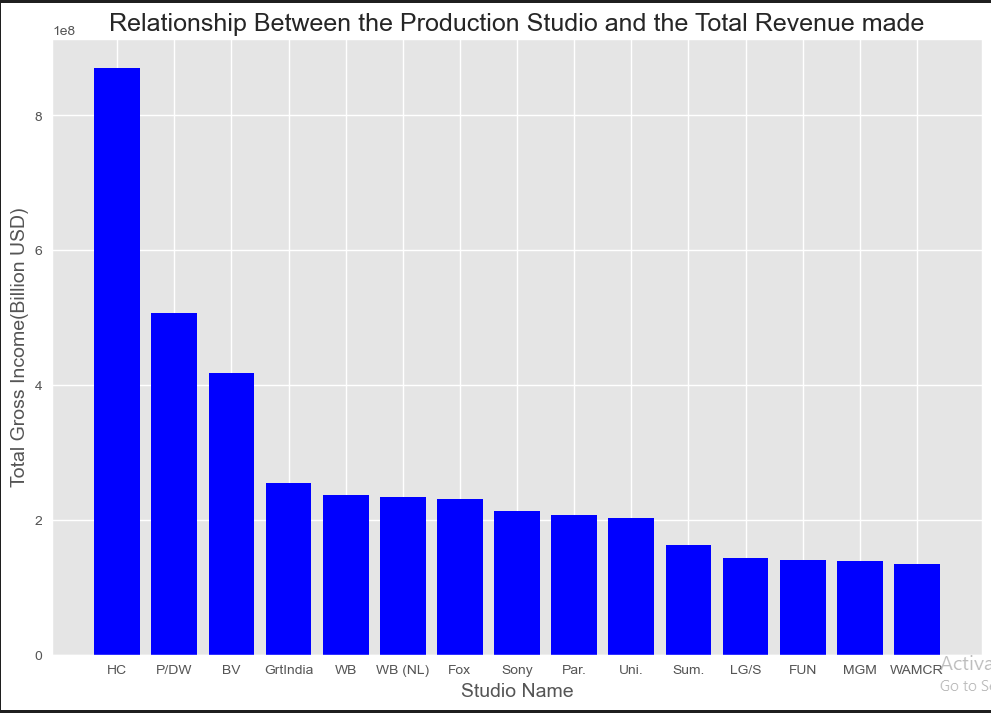 Relationship Between the Production Studio and the Total Revenue made
1e8
8
6
4
2
0
Total Gross Income(Billion USD)
HC P/DW BV GrtIndia WB WB (NL) Fox Sony Par. Uni. Sum. LG/S FUN MGM WAMCR
Studio Name
Go to